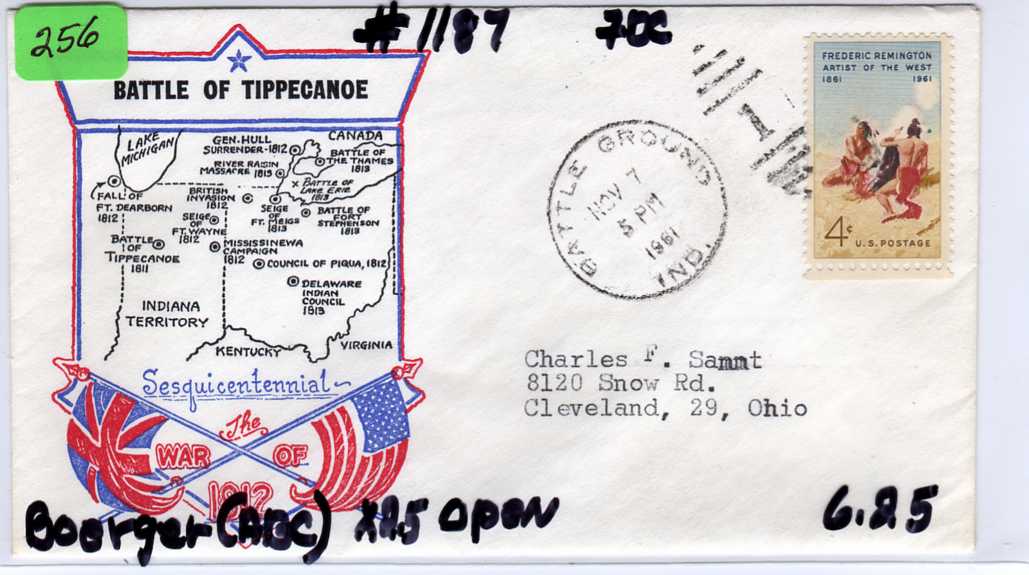 256
#1187 FDC
BATTLE OF TIPPECANOE
LAKE
MICHIGAN
GEN. HULL
SURRENDER-1812
CANADA
RIVER RAISIN
MASSACRE 1813
BATTLE OF
THE THAMES
1813
BATTLE OF
LAKE ERIE
1813
FALL OF
FT. DEARBORN
1812
BRITISH
INVASION
1812
SEIGE
OF
FT. MEIGS
1813
BATTLE OF
FORT
STEPHENSON
1813
SEIGE
OF
FT. WAYNE
1812
BATTLE
OF
TIPPECANOE
1811
MISSISSINEWA
CAMPAIGN
1812
COUNCIL OF PIQUA, 1812
DELAWARE
INDIAN
COUNCIL
1813
INDIANA
TERRITORY
KENTUCKY
VIRGINIA
Sesquicentennial
The
WAR OF
1812
BATTLE GROUND
IND.
NOV 7
5 PM
1961
1
FREDERIC REMINGTON
ARTIST OF THE WEST
1861 1961
4¢ U.S. POSTAGE
Charles F. Sammt
8120 Snow Rd.
Cleveland, 29, Ohio
Boerger (ABC) X25 open
6.25